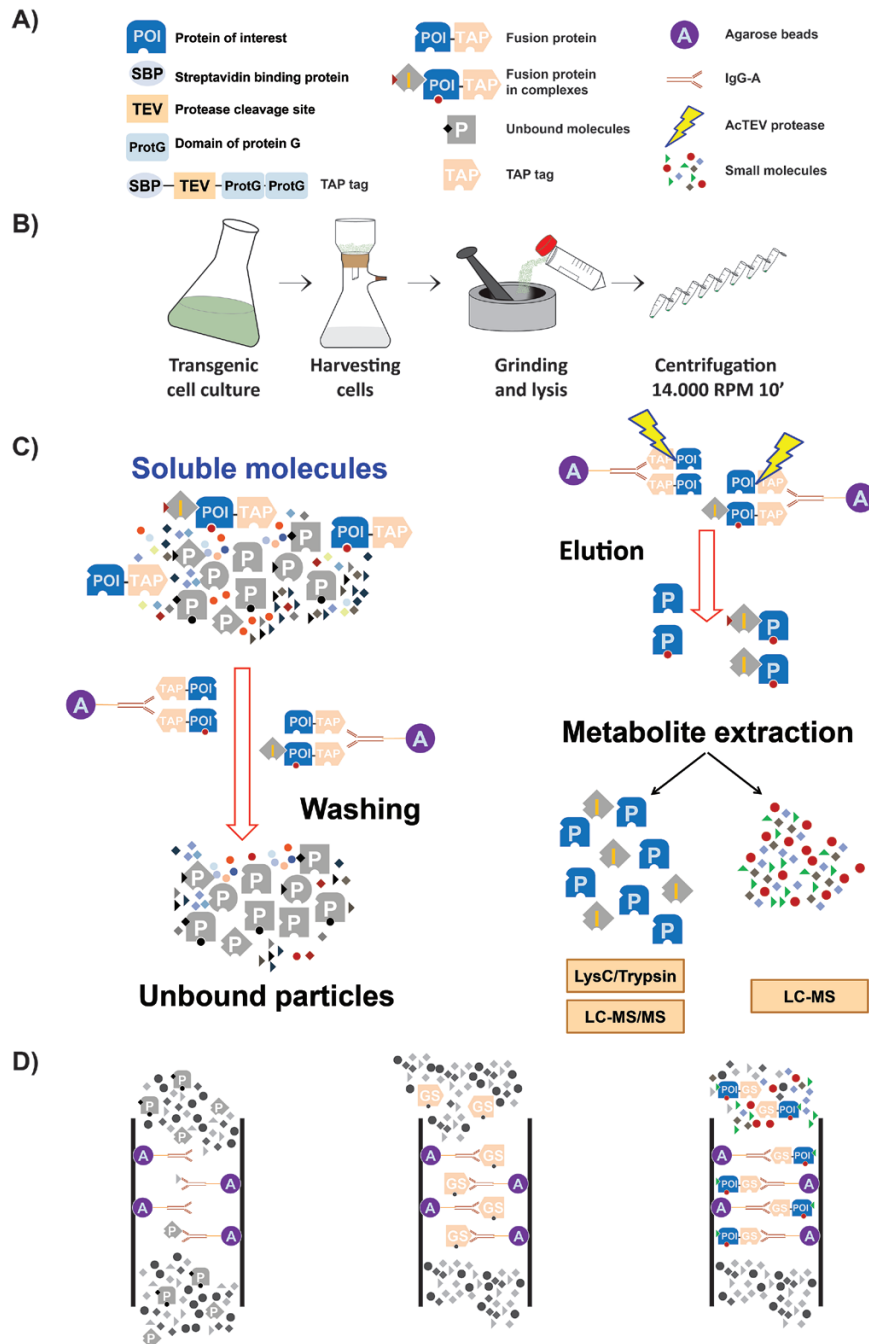 A)
POI Protein of interest
SBP Streptavidin binding protein
TEV Protease cleavage site
ProtG Domain of protein G
SBP TEV ProtG ProtG TAP tag
POI TAP Fusion protein
I POI TAP Fusion protein
in complexes
P Unbound molecules
TAP TAP tag
A Agarose beads
IgG-A
AcTEV protease
Small molecules
B)
Transgenic
cell culture
Harvesting
cells
Grinding
and lysis
Centrifugation
14.000 RPM 10'
C)
Soluble molecules
I POI TAP
POI TAP
POI TAP
P P P
P P P P
P P P
A TAP POI
TAP POI
POI TAP A
I POI TAP
Washing
P P P
P P P P
P P P P
Unbound particles
A TAP POI
TAP POI
POI TAP A
I POI TAP
Elution
P
P
I P
I P
Metabolite extraction
I P
P
I P
P I
I P P
LysC/Trypsin
LC-MS/MS
LC-MS
D)
P
P P
P
A
A
A
P A
P
P P
P
P
GS
GS
A GS
GS A
A GS
GS A
POI GS
GS POI
A GS POI
POI GS A
A GS POI
POI GS A